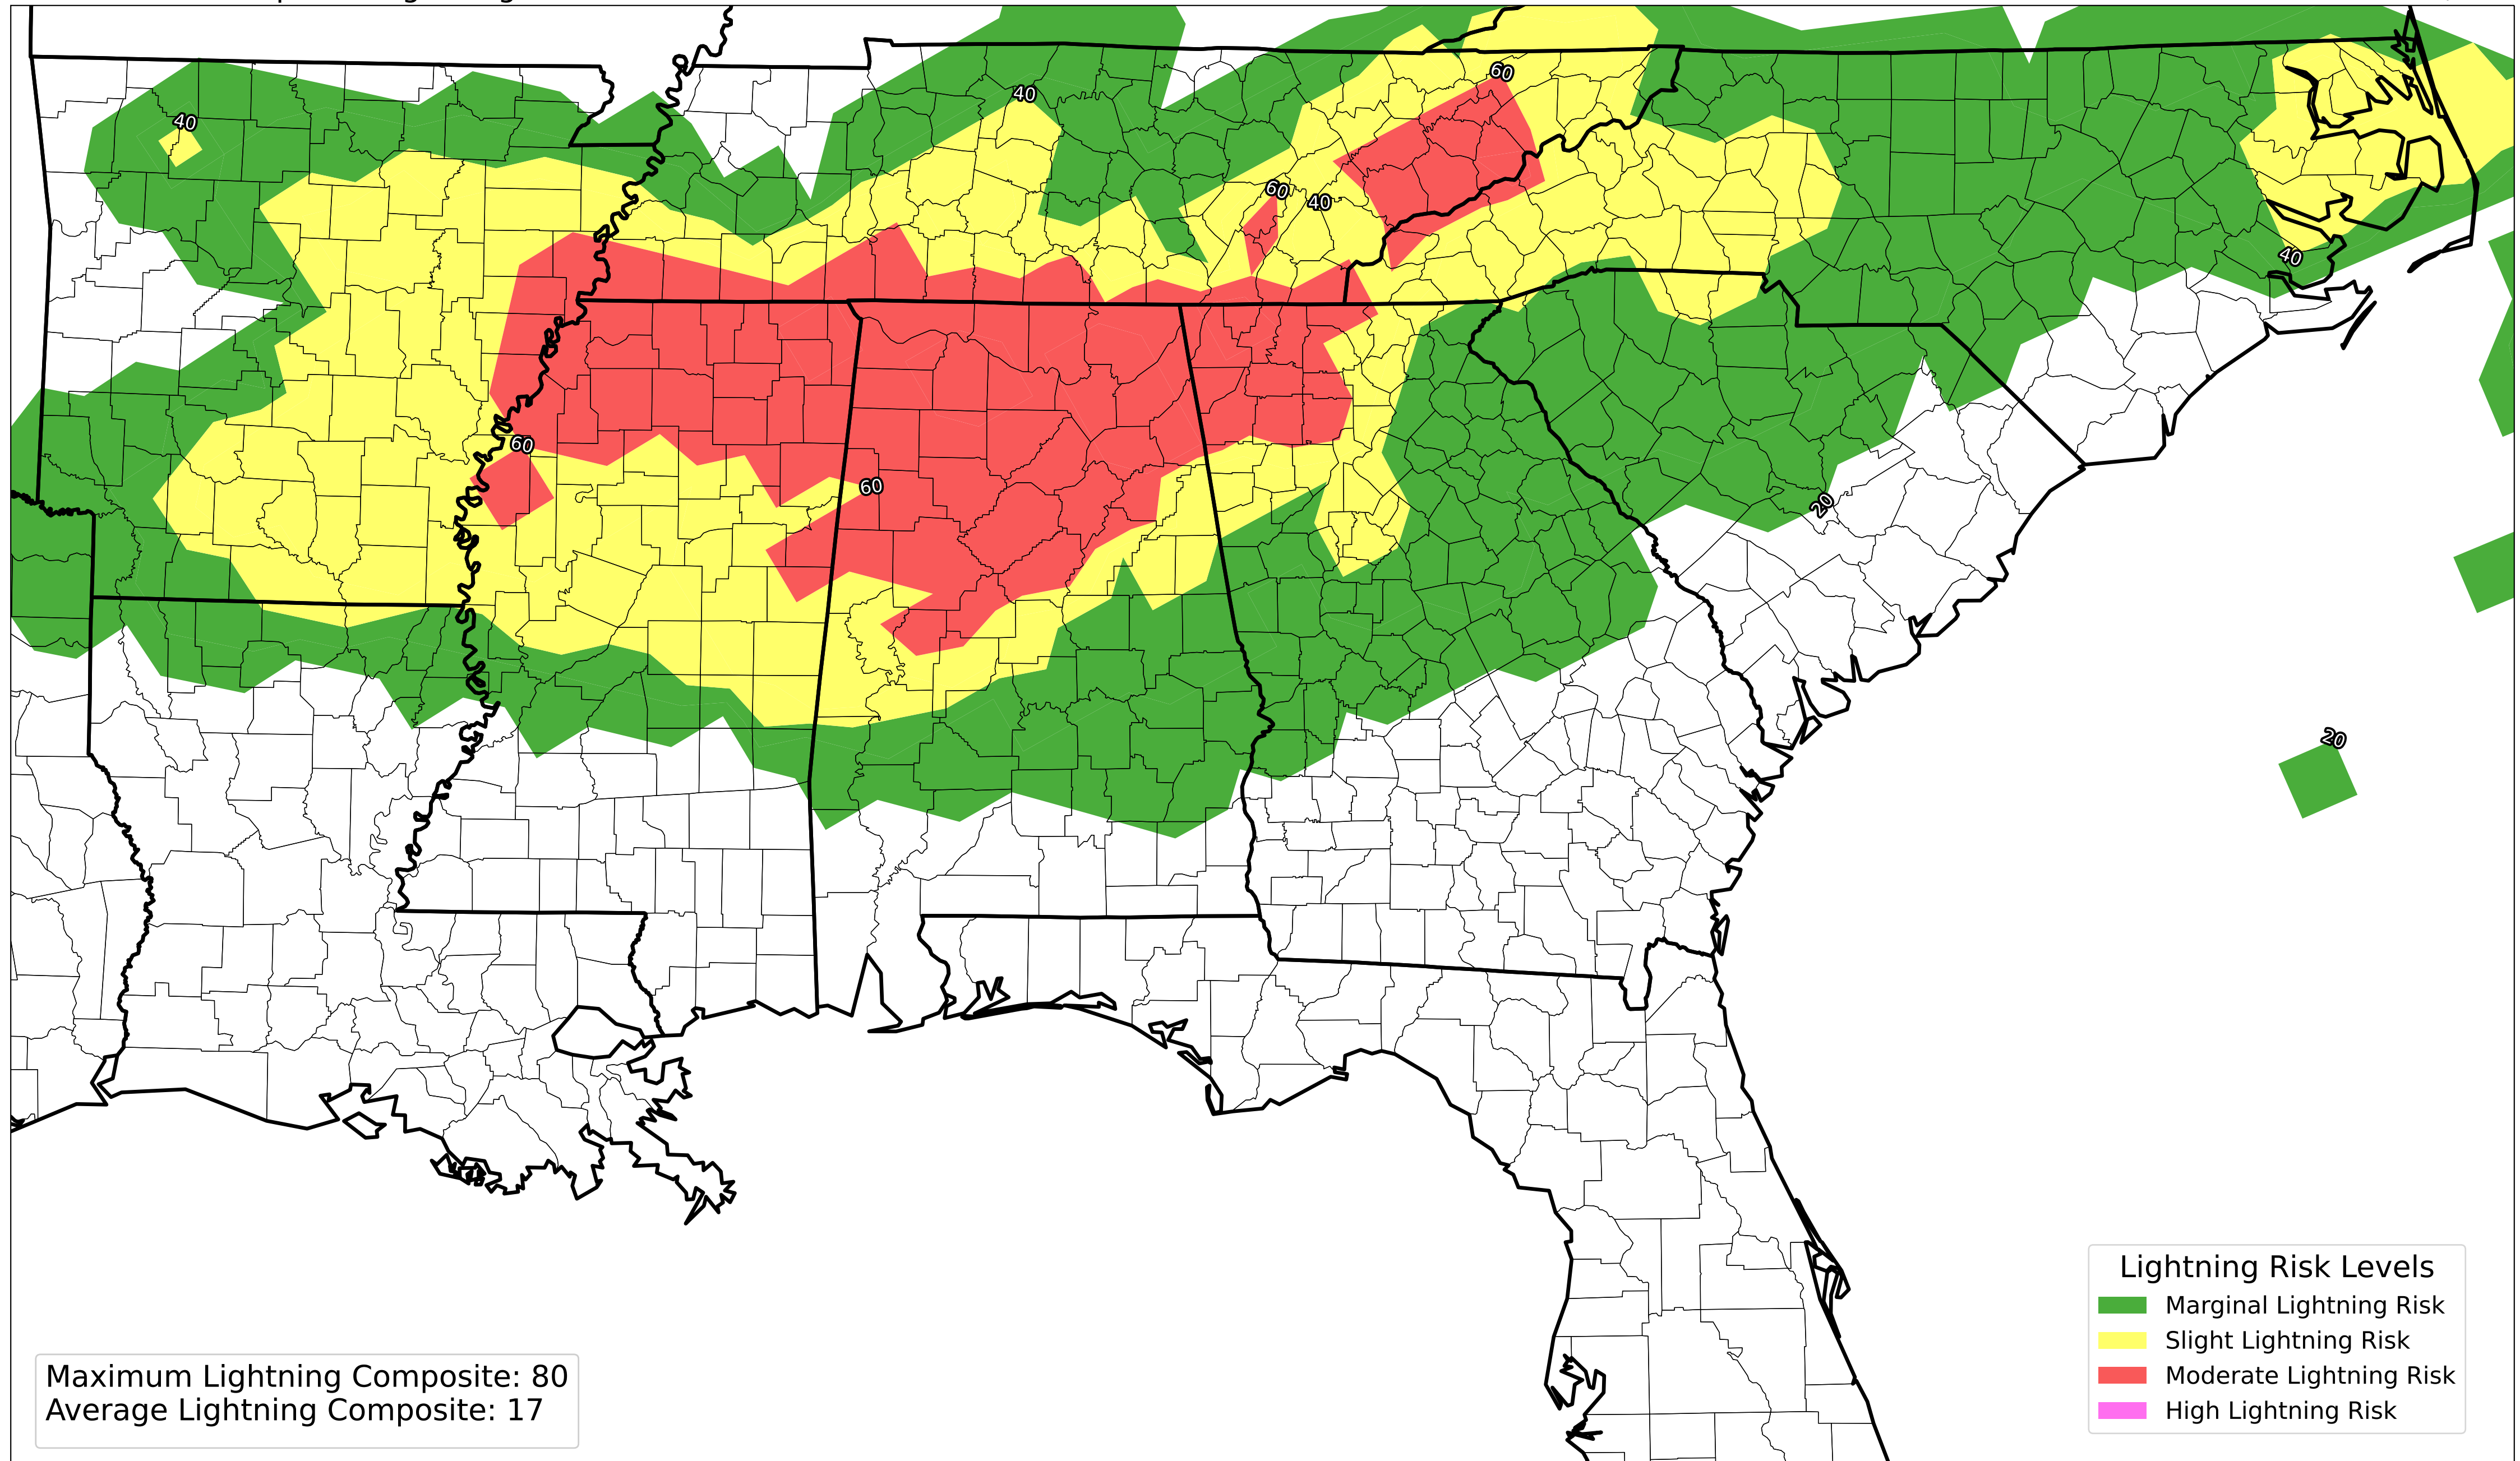 40
60
40
60
40
40
60
60
20
20
Lightning Risk Levels
Marginal Lightning Risk
Slight Lightning Risk
Moderate Lightning Risk
High Lightning Risk
Maximum Lightning Composite: 80
Average Lightning Composite: 17